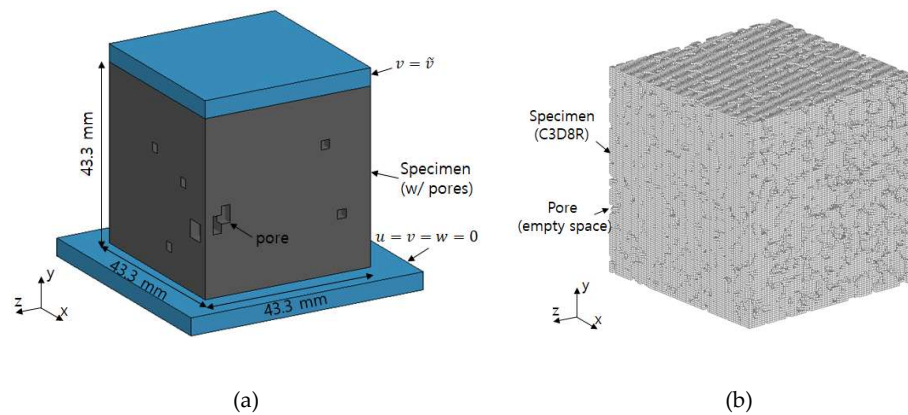 v = ṽ
43.3 mm
Specimen
(w/ pores)
pore
u = v = w = 0
43.3 mm
43.3 mm
y
z
x
(a)
Specimen
(C3D8R)
Pore
(empty space)
y
z
x
(b)